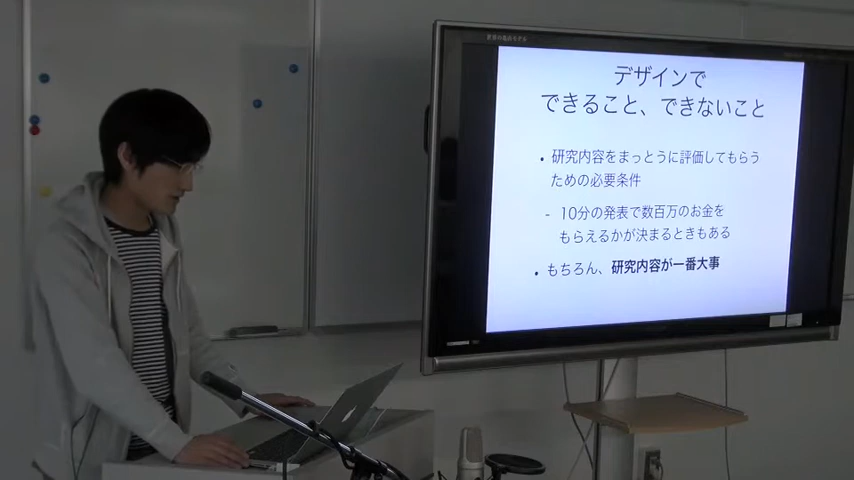 デザインで
できること、できないこと
• 研究内容をまっとうに評価してもらう
ための必要条件
- 10分の発表で数百万のお金を
もらえるかが決まるときもある
• もちろん、研究内容が一番大事